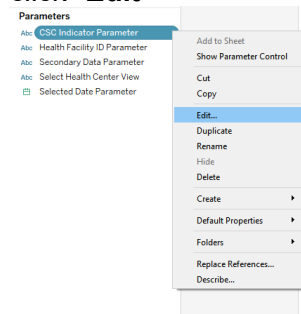 Parameters
Abc CSC Indicator Parameter
Abc Health Facility ID Parameter
Abc Secondary Data Parameter
Abc Select Health Center View
Selected Date Parameter
Add to Sheet
Show Parameter Control
Cut
Copy
Edit...
Duplicate
Rename
Hide
Delete
Create
Default Properties
Folders
Replace References...
Describe...